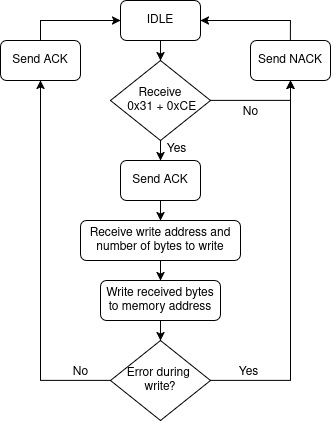 IDLE
Send ACK
Send NACK
Receive
0x31 + 0xCE
No
Yes
Send ACK
Receive write address and
number of bytes to write
Write received bytes
to memory address
No
Error during
write?
Yes